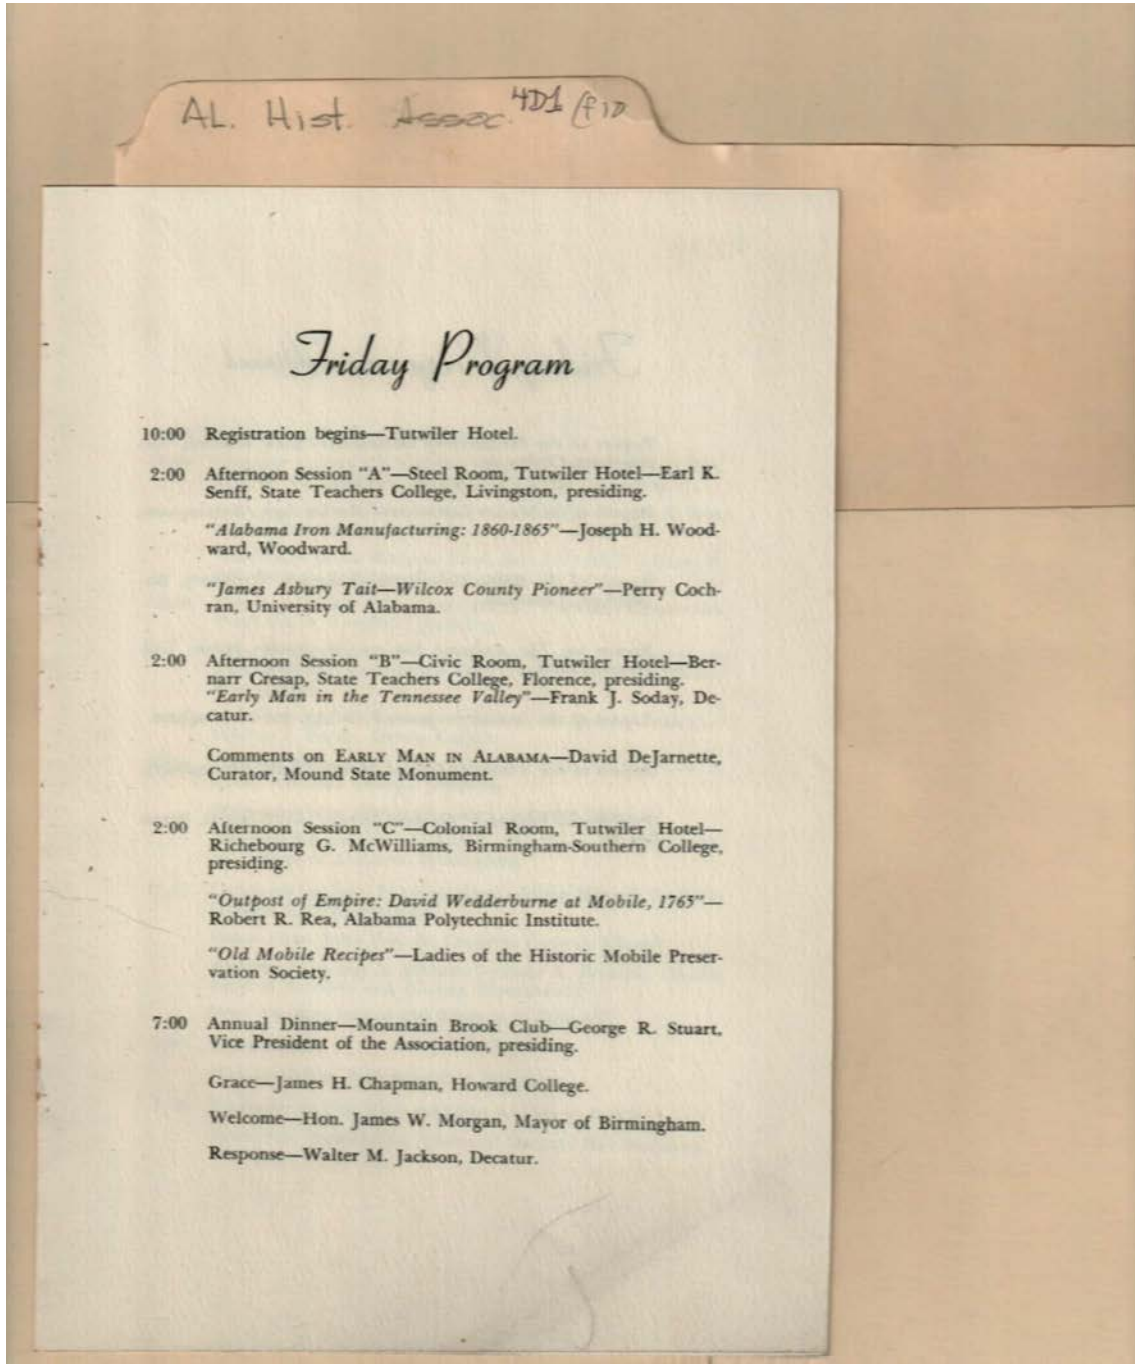 AL. Hist. Assoc. 4D1 (f10
Friday Program
10:00 Registration begins—Tutwiler Hotel.
2:00 Afternoon Session "A"—Steel Room, Tutwiler Hotel—Earl K.
Senff, State Teachers College, Livingston, presiding.
"Alabama Iron Manufacturing: 1860-1865"—Joseph H. Wood-
ward, Woodward.
"James Asbury Tait—Wilcox County Pioneer"—Perry Coch-
ran, University of Alabama.
2:00 Afternoon Session "B"—Civic Room, Tutwiler Hotel—Ber-
narr Cresap, State Teachers College, Florence, presiding.
"Early Man in the Tennessee Valley"—Frank J. Soday, De-
catur.
Comments on EARLY MAN IN ALABAMA—David DeJarnette,
Curator, Mound State Monument.
2:00 Afternoon Session "C"—Colonial Room, Tutwiler Hotel—
Richebourg G. McWilliams, Birmingham-Southern College,
presiding.
"Outpost of Empire: David Wedderburne at Mobile, 1765"—
Robert R. Rea, Alabama Polytechnic Institute.
"Old Mobile Recipes"—Ladies of the Historic Mobile Preser-
vation Society.
7:00 Annual Dinner—Mountain Brook Club—George R. Stuart,
Vice President of the Association, presiding.
Grace—James H. Chapman, Howard College.
Welcome—Hon. James W. Morgan, Mayor of Birmingham.
Response—Walter M. Jackson, Decatur.